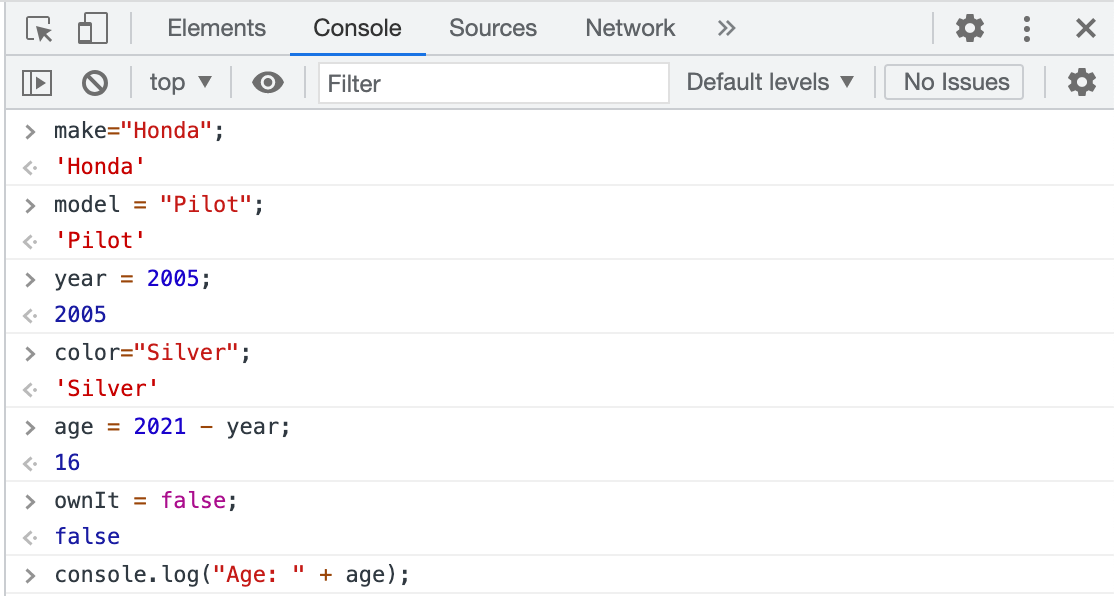 Elements Console Sources Network »
top ▼ Filter Default levels ▼ No Issues
> make="Honda";
<· 'Honda'
> model = "Pilot";
<· 'Pilot'
> year = 2005;
<· 2005
> color="Silver";
<· 'Silver'
> age = 2021 - year;
<· 16
> ownIt = false;
<· false
> console.log("Age: " + age);